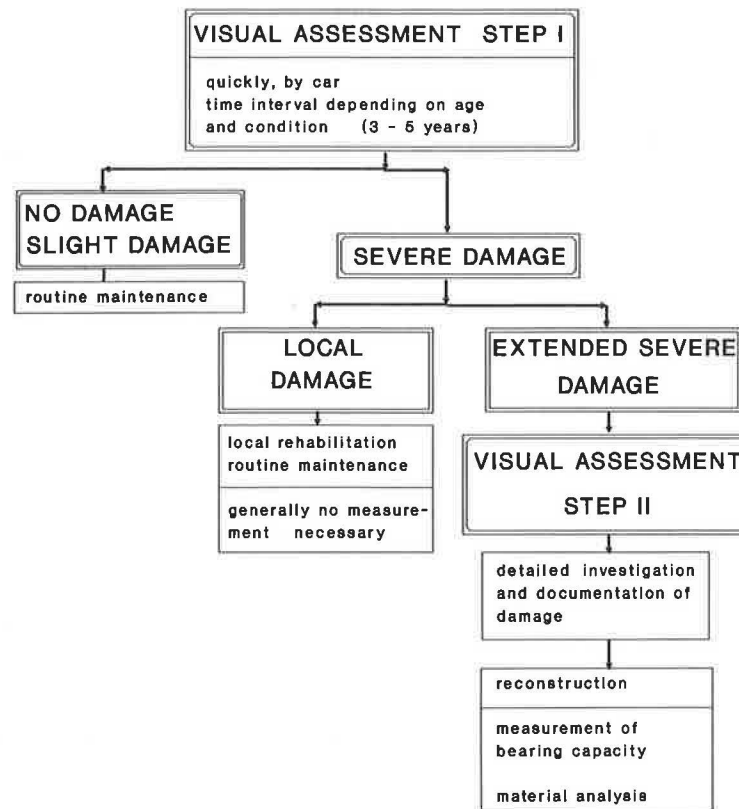 VISUAL ASSESSMENT STEP I
quickly, by car
time interval depending on age
and condition (3 - 5 years)
NO DAMAGE
SLIGHT DAMAGE
routine maintenance
SEVERE DAMAGE
LOCAL
DAMAGE
local rehabilitation
routine maintenance
generally no measure-
ment necessary
EXTENDED SEVERE
DAMAGE
VISUAL ASSESSMENT
STEP II
detailed investigation
and documentation of
damage
reconstruction
measurement of
bearing capacity
material analysis